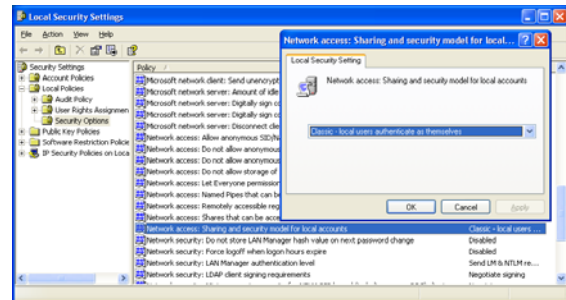 Local Security Settings
File Action View Help
Security Settings
Account Policies
Local Policies
Audit Policy
User Rights Assignmen
Security Options
Public Key Policies
Software Restriction Policie
IP Security Policies on Loca
Policy
Microsoft network client: Send unencrypt
Microsoft network server: Amount of idle
Microsoft network server: Digitally sign c
Microsoft network server: Digitally sign c
Microsoft network server: Disconnect clie
Network access: Allow anonymous SID/N
Network access: Do not allow anonymous
Network access: Do not allow anonymous
Network access: Do not allow storage of
Network access: Let Everyone permission
Network access: Named Pipes that can be
Network access: Remotely accessible reg
Network access: Shares that can be acce
Network access: Sharing and security model for local accounts Classic - local users ...
Network security: Do not store LAN Manager hash value on next password change Disabled
Network security: Force logoff when logon hours expire Disabled
Network security: LAN Manager authentication level Send LM & NTLM re...
Network security: LDAP client signing requirements Negotiate signing
Network access: Sharing and security model for local...
Local Security Setting
Network access: Sharing and security model for local accounts
Classic - local users authenticate as themselves
OK Cancel Apply